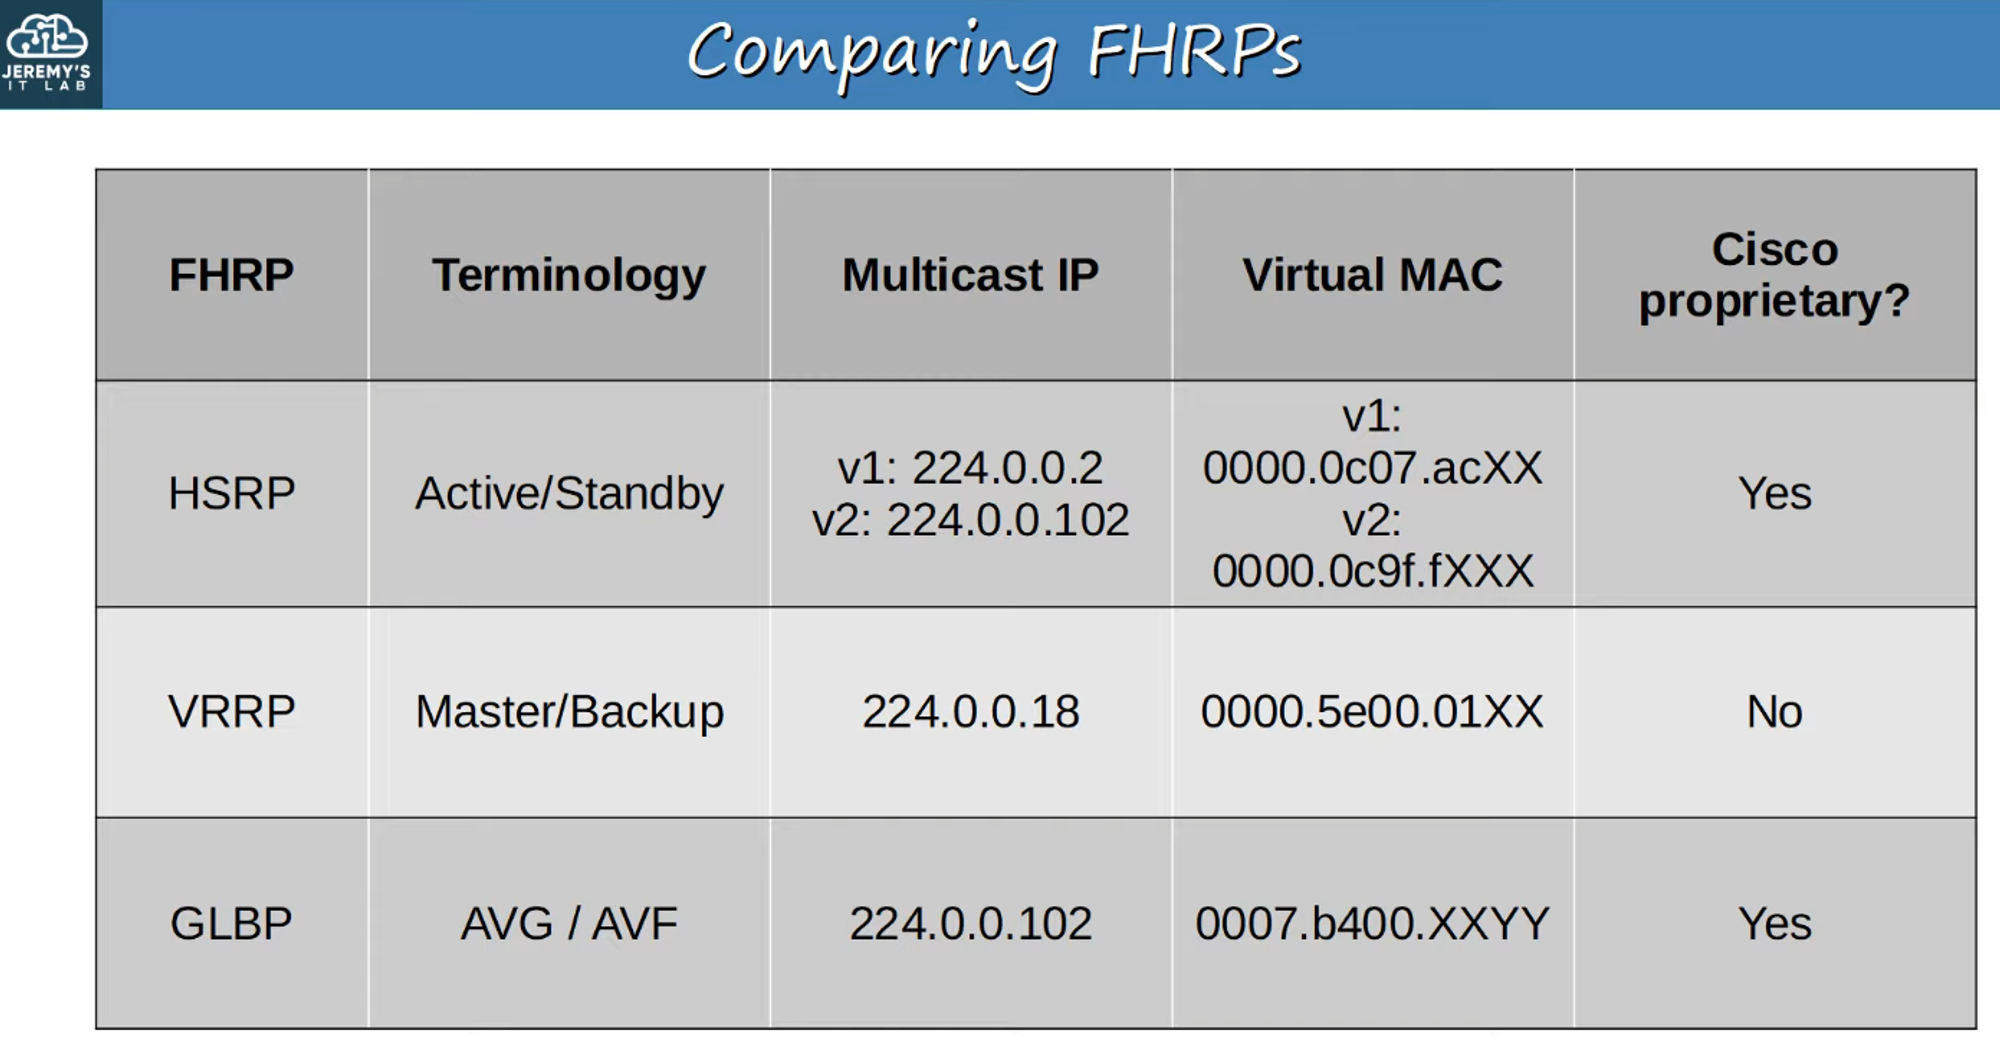 JEREMY'S
IT LAB
Comparing FHRPs
FHRP
Terminology
Multicast IP
Virtual MAC
Cisco
proprietary?
HSRP
Active/Standby
v1: 224.0.0.2
v2: 224.0.0.102
v1:
0000.0c07.acXX
v2:
0000.0c9f.fXXX
Yes
VRRP
Master/Backup
224.0.0.18
0000.5e00.01XX
No
GLBP
AVG / AVF
224.0.0.102
0007.b400.XXYY
Yes